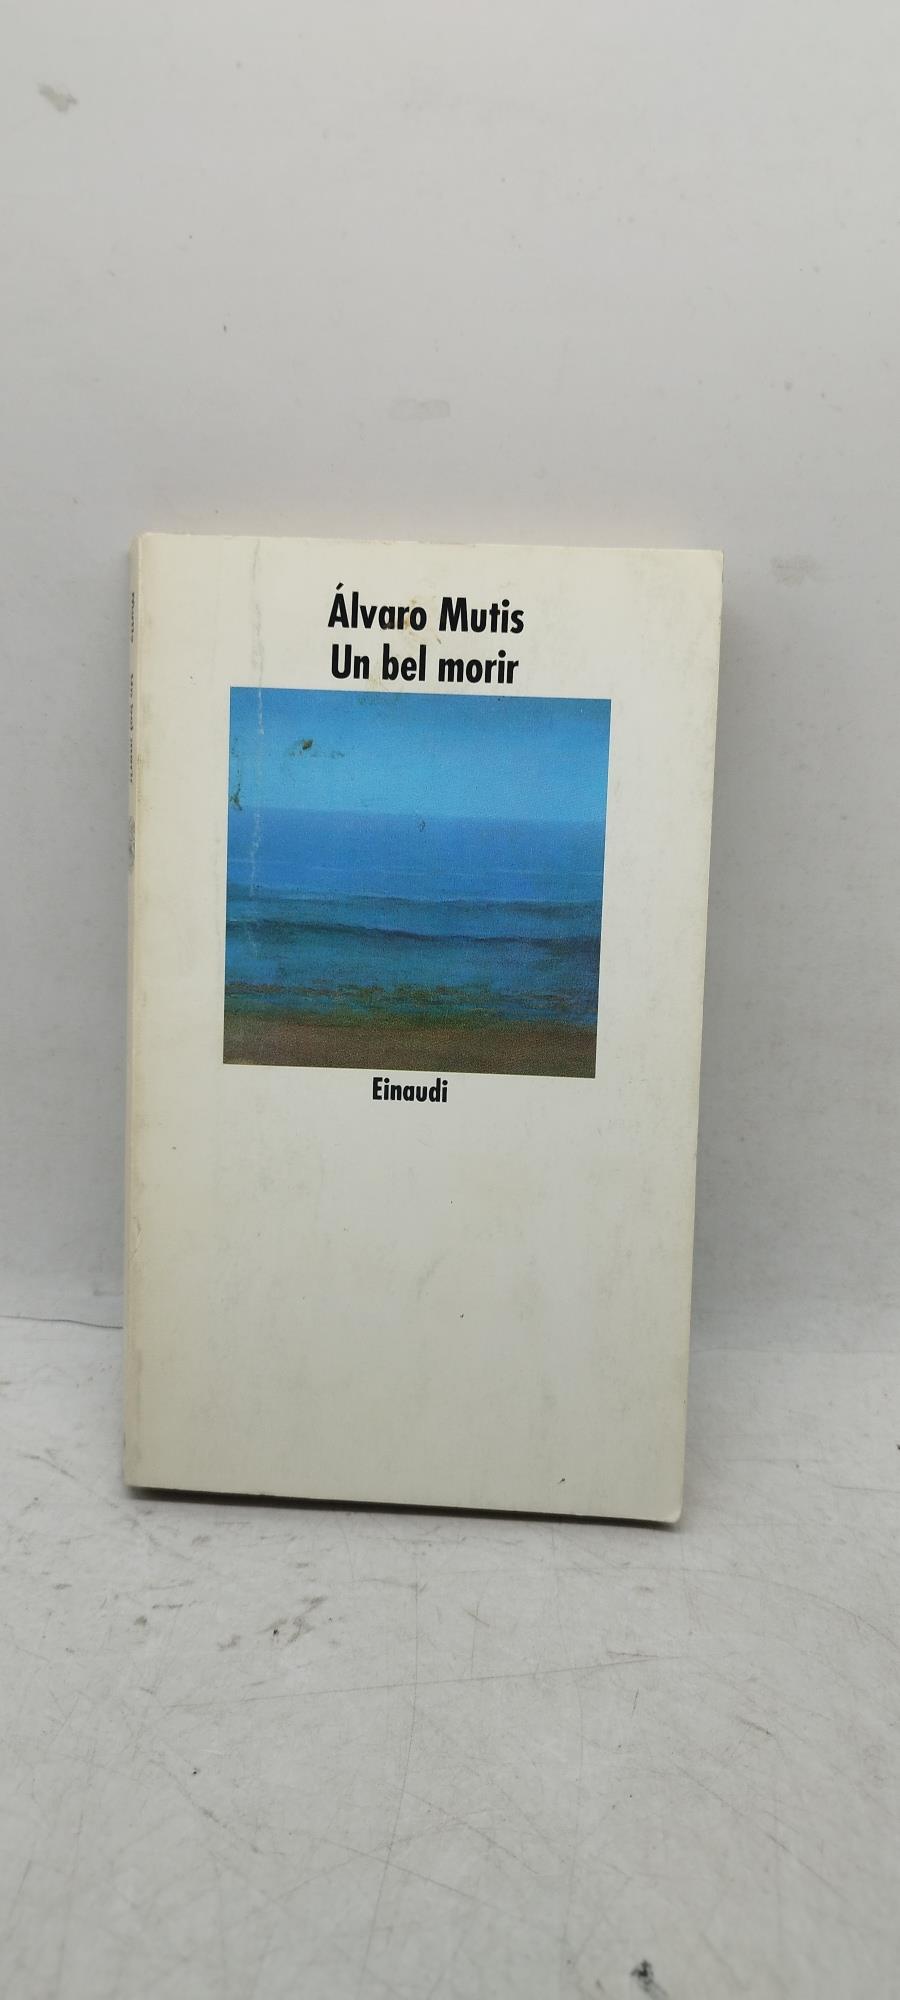 Álvaro Mutis
Un bel morir
Einaudi